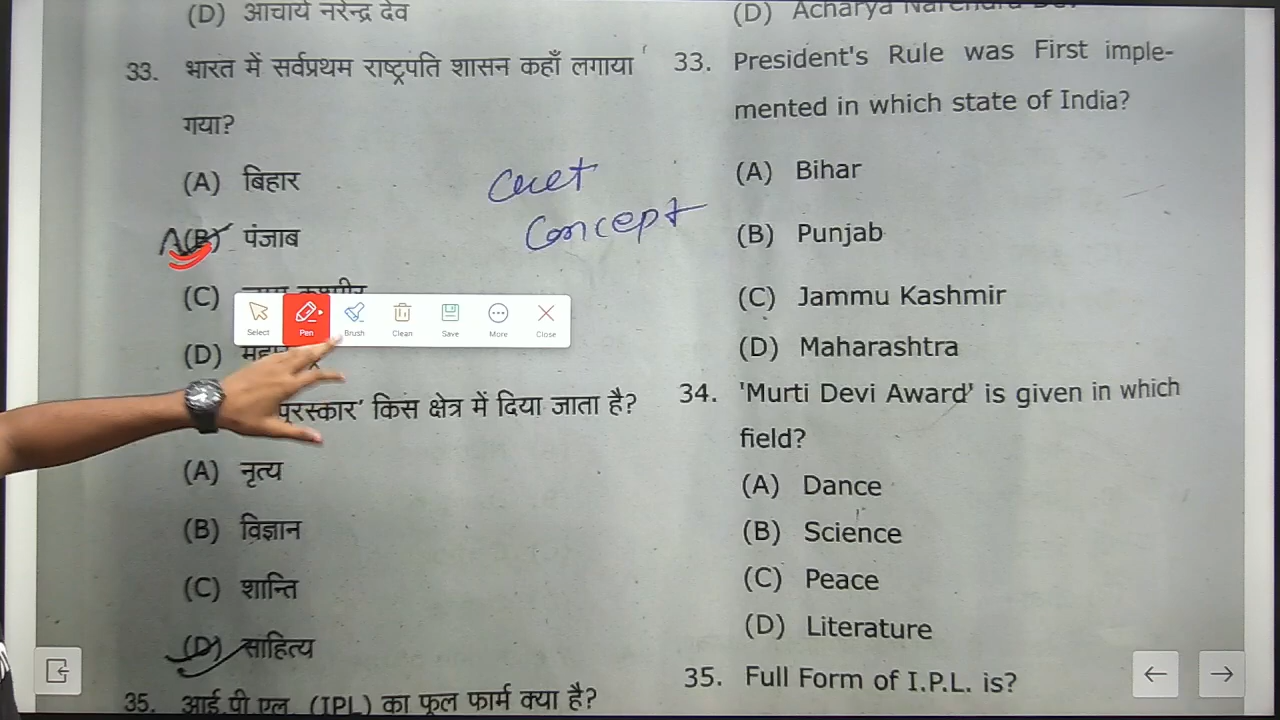 (D) आचार्य नरेन्द्र देव
33. भारत में सर्वप्रथम राष्ट्रपति शासन कहाँ लगाया
गया?
(A) बिहार
(B) पंजाब
(C)
(D)
पुरस्कार' किस क्षेत्र में दिया जाता है?
(A) नृत्य
(B) विज्ञान
(C) शान्ति
(D) साहित्य
35. आई.पी.एल. (IPL) का फूल फार्म क्या है?
Cuet
Concept
Select Pen Brush Clean Save More Close
(D) Acharya
33. President's Rule was First imple-
mented in which state of India?
(A) Bihar
(B) Punjab
(C) Jammu Kashmir
(D) Maharashtra
34. 'Murti Devi Award' is given in which
field?
(A) Dance
(B) Science
(C) Peace
(D) Literature
35. Full Form of I.P.L. is?